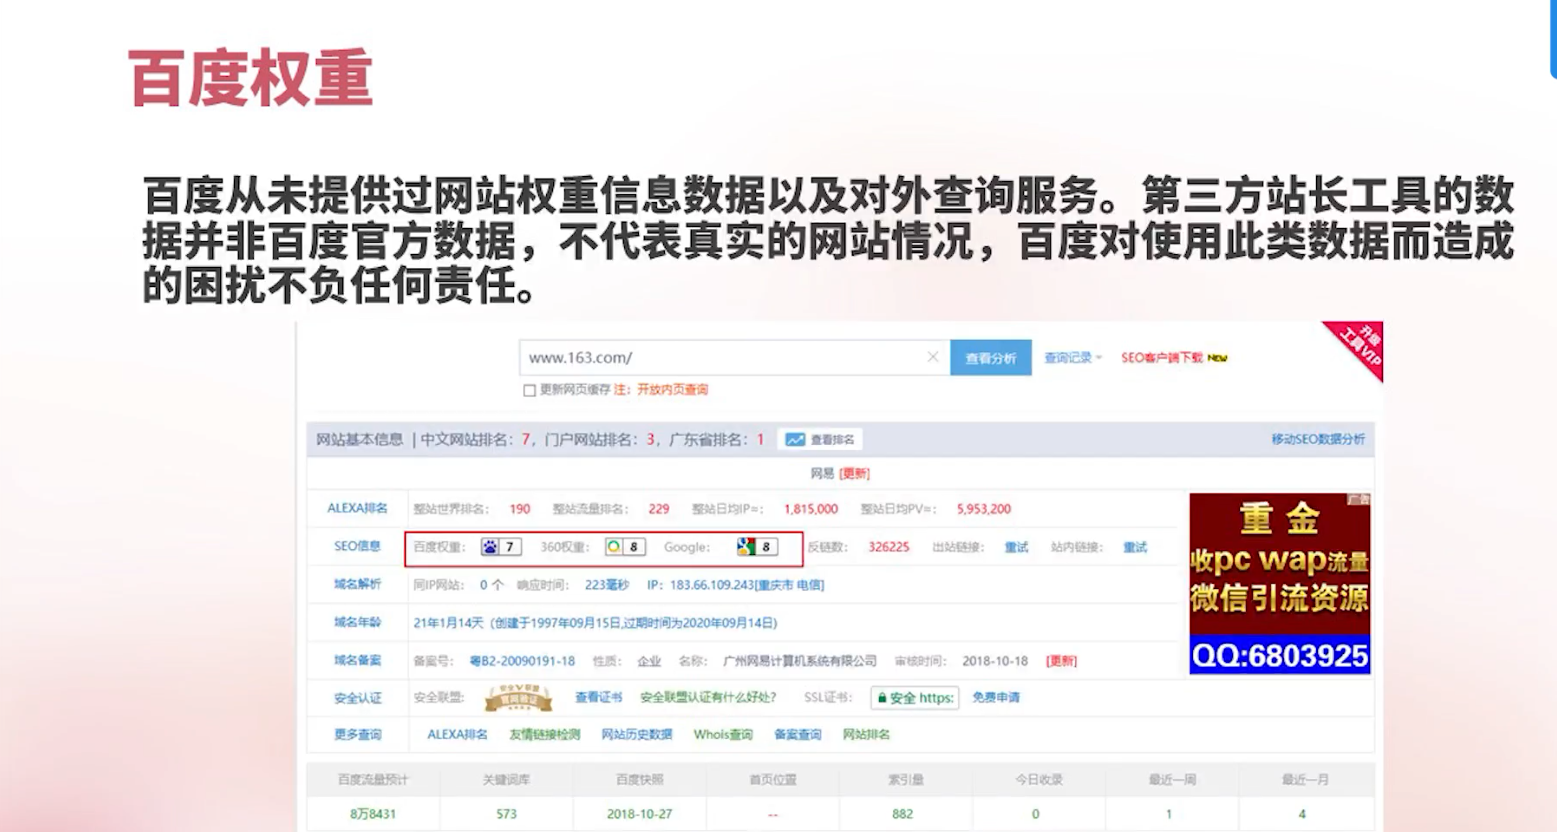 百度权重
百度从未提供过网站权重信息数据以及对外查询服务。第三方站长工具的数
据并非百度官方数据，不代表真实的网站情况，百度对使用此类数据而造成
的困扰不负任何责任。
www.163.com/ 查看分析 查询记录 SEO客户端下载 NEW 升级 工具VIP
更新网页缓存 注：开放内页查询
网站基本信息 | 中文网站排名：7，门户网站排名：3，广东省排名：1 查看排名 移动SEO数据分析
网易 [更新]
ALEXA排名 整站世界排名： 190 整站流量排名： 229 整站日均IP≈： 1,815,000 整站日均PV≈： 5,953,200
SEO信息 百度权重： 7 360权重： 8 Google： 8 反链数： 326225 出站链接： 重试 站内链接： 重试
域名解析 同IP网站： 0 个 响应时间： 223毫秒 IP：183.66.109.243[重庆市 电信]
域名年龄 21年1月14天（创建于1997年09月15日,过期时间为2020年09月14日）
域名备案 备案号： 粤B2-20090191-18 性质： 企业 名称： 广州网易计算机系统有限公司 审核时间： 2018-10-18 [更新]
安全认证 安全联盟： 查看证书 安全联盟认证有什么好处？ SSL证书： 安全 https: 免费申请
更多查询 ALEXA排名 友情链接检测 网站历史数据 Whois查询 备案查询 网站排名
广告
重金
收pc wap流量
微信引流资源
QQ:6803925
百度流量预计 关键词库 百度快照 首页位置 索引量 今日收录 最近一周 最近一月
8万8431 573 2018-10-27 -- 882 0 1 4